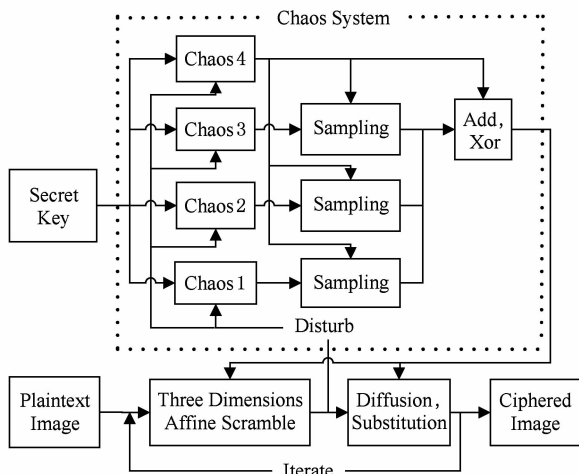 Chaos System
Chaos 4
Chaos 3
Sampling
Add,
Xor
Secret
Key
Chaos 2
Sampling
Chaos 1
Sampling
Disturb
Plaintext
Image
Three Dimensions
Affine Scramble
Diffusion,
Substitution
Ciphered
Image
Iterate